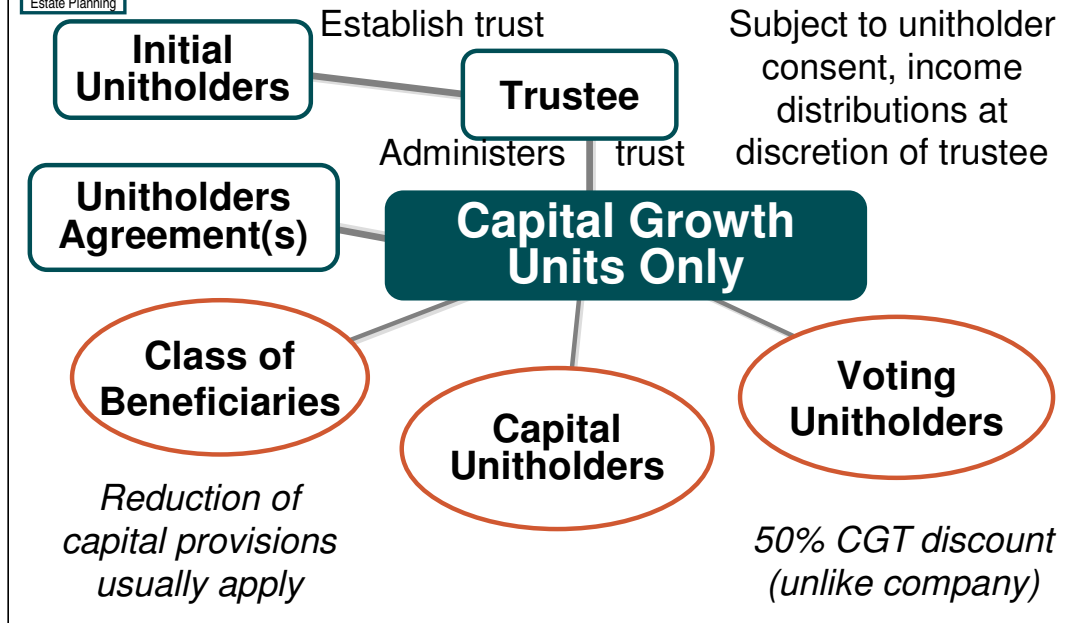 Estate Planning
Initial
Unitholders
Establish trust
Trustee
Subject to unitholder
consent, income
distributions at
discretion of trustee
Administers trust
Unitholders
Agreement(s)
Capital Growth
Units Only
Class of
Beneficiaries
Capital
Unitholders
Voting
Unitholders
Reduction of
capital provisions
usually apply
50% CGT discount
(unlike company)